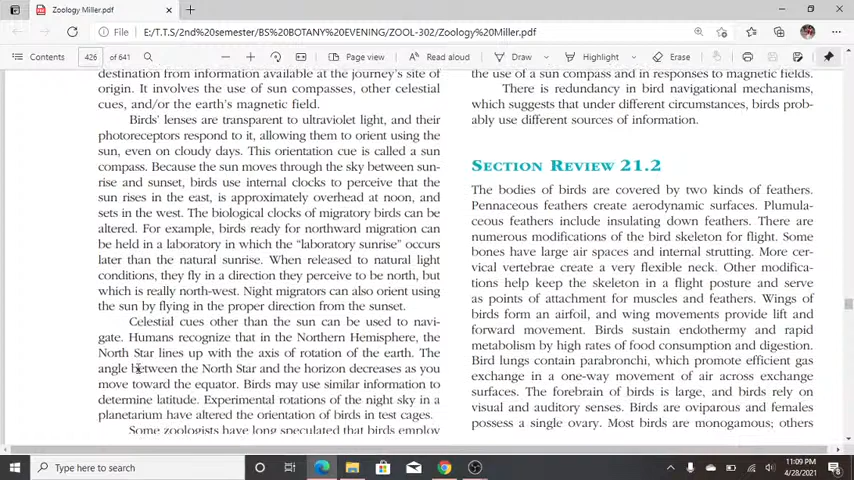 Zoology Miller.pdf
File
E:/T.T.S/2nd%20semester/BS%20BOTANY%20EVENING/ZOOL-302/Zoology%20Miller.pdf
Contents
426
of 641
Page view
Read aloud
Draw
Highlight
Erase
destination from information available at the journey's site of
origin. It involves the use of sun compasses, other celestial
cues, and/or the earth's magnetic field.
Birds' lenses are transparent to ultraviolet light, and their
photoreceptors respond to it, allowing them to orient using the
sun, even on cloudy days. This orientation cue is called a sun
compass. Because the sun moves through the sky between sun-
rise and sunset, birds use internal clocks to perceive that the
sun rises in the east, is approximately overhead at noon, and
sets in the west. The biological clocks of migratory birds can be
altered. For example, birds ready for northward migration can
be held in a laboratory in which the "laboratory sunrise" occurs
later than the natural sunrise. When released to natural light
conditions, they fly in a direction they perceive to be north, but
which is really north-west. Night migrators can also orient using
the sun by flying in the proper direction from the sunset.
Celestial cues other than the sun can be used to navi-
gate. Humans recognize that in the Northern Hemisphere, the
North Star lines up with the axis of rotation of the earth. The
angle between the North Star and the horizon decreases as you
move toward the equator. Birds may use similar information to
determine latitude. Experimental rotations of the night sky in a
planetarium have altered the orientation of birds in test cages.
Some zoologists have long speculated that birds employ
the use of a sun compass and in responses to magnetic fields.
There is redundancy in bird navigational mechanisms,
which suggests that under different circumstances, birds prob-
ably use different sources of information.
SECTION REVIEW 21.2
The bodies of birds are covered by two kinds of feathers.
Pennaceous feathers create aerodynamic surfaces. Plumula-
ceous feathers include insulating down feathers. There are
numerous modifications of the bird skeleton for flight. Some
bones have large air spaces and internal strutting. More cer-
vical vertebrae create a very flexible neck. Other modifica-
tions help keep the skeleton in a flight posture and serve
as points of attachment for muscles and feathers. Wings of
birds form an airfoil, and wing movements provide lift and
forward movement. Birds sustain endothermy and rapid
metabolism by high rates of food consumption and digestion.
Bird lungs contain parabronchi, which promote efficient gas
exchange in a one-way movement of air across exchange
surfaces. The forebrain of birds is large, and birds rely on
visual and auditory senses. Birds are oviparous and females
possess a single ovary. Most birds are monogamous; others
Type here to search
11:09 PM
4/28/2021